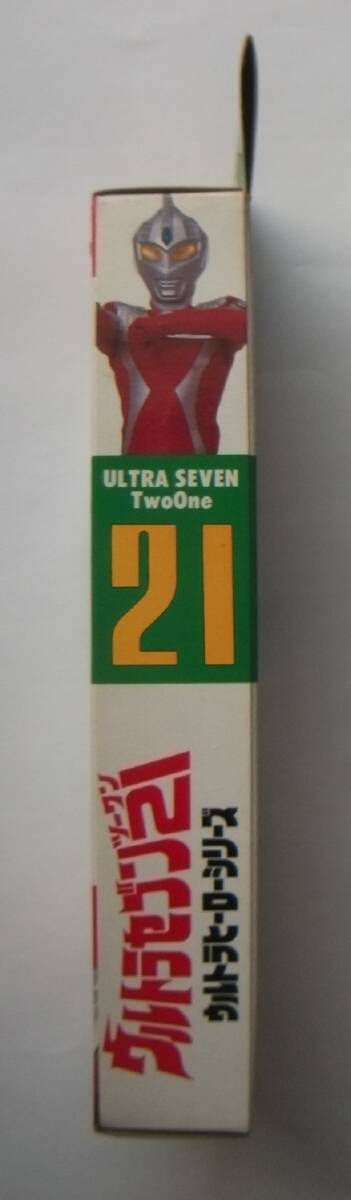 ULTRA SEVEN
TwoOne
21
ウルトラセブン21
ツーワン
ウルトラヒーローシリーズ